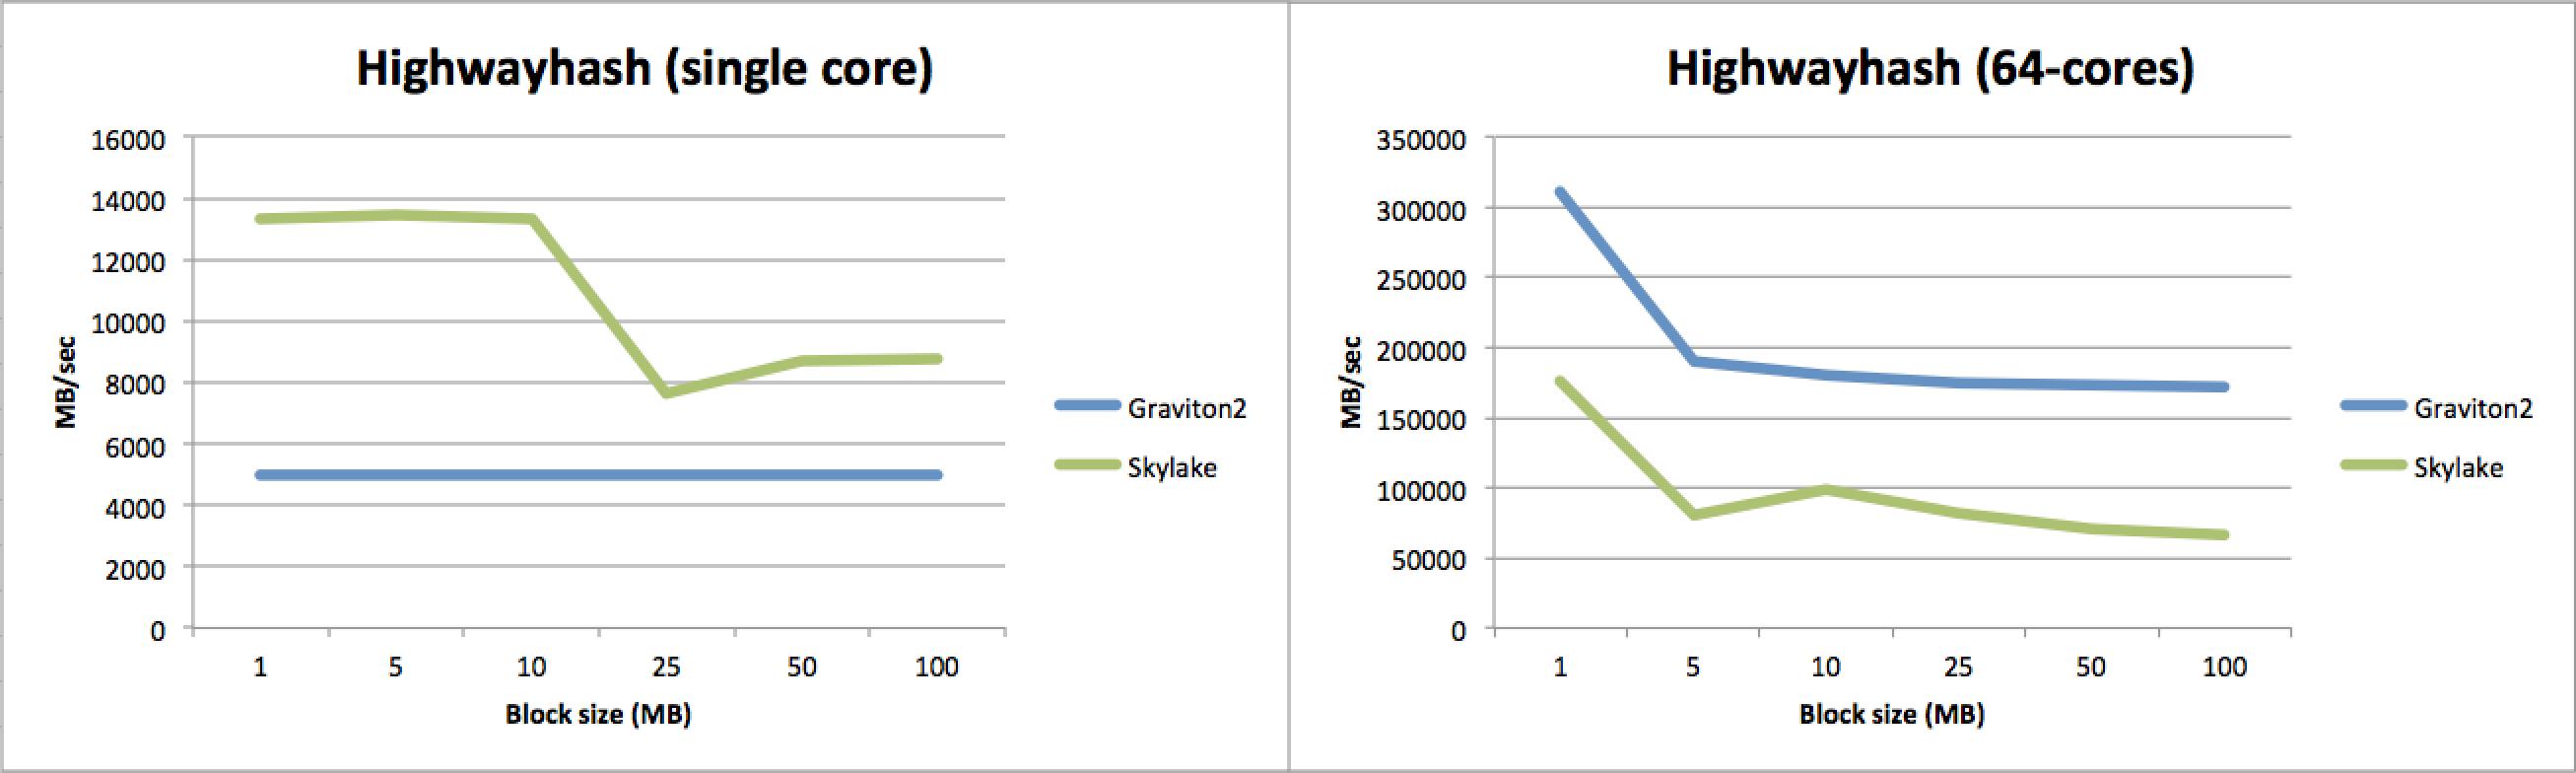 Highwayhash (single core)
16000
14000
12000
10000
8000
6000
4000
2000
0
MB/sec
1 5 10 25 50 100
Block size (MB)
Graviton2
Skylake
Highwayhash (64-cores)
350000
300000
250000
200000
150000
100000
50000
0
MB/sec
1 5 10 25 50 100
Block size (MB)
Graviton2
Skylake